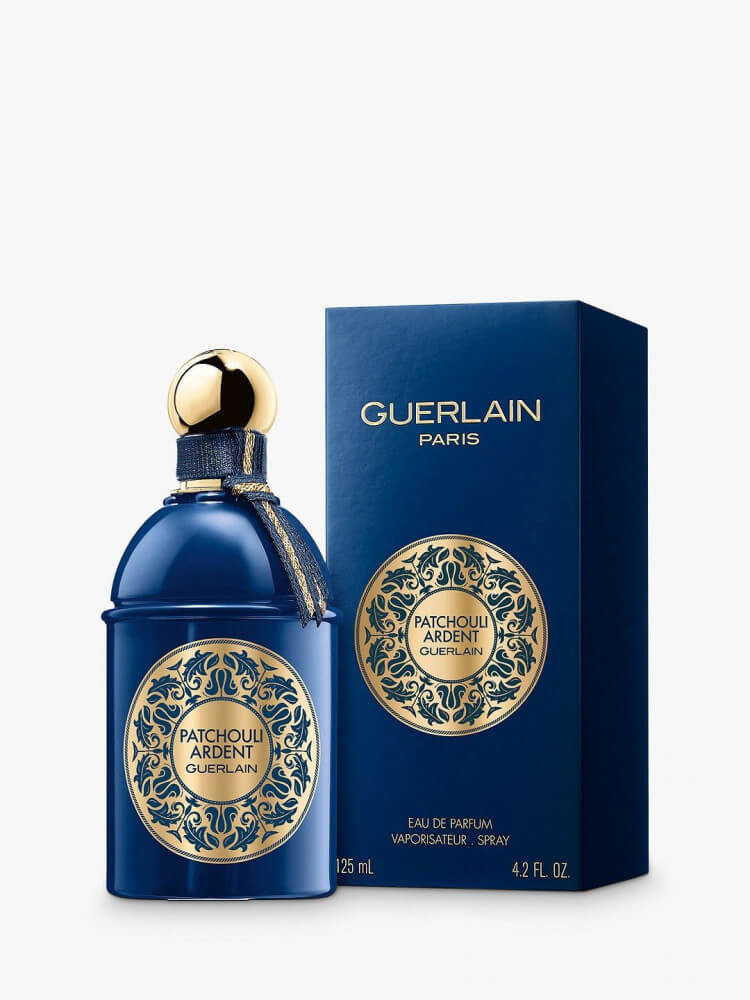 GUERLAIN
PARIS
PATCHOULI
ARDENT
GUERLAIN
EAU DE PARFUM
VAPORISATEUR . SPRAY
125 mL 4.2 FL. OZ.
PATCHOULI
ARDENT
GUERLAIN